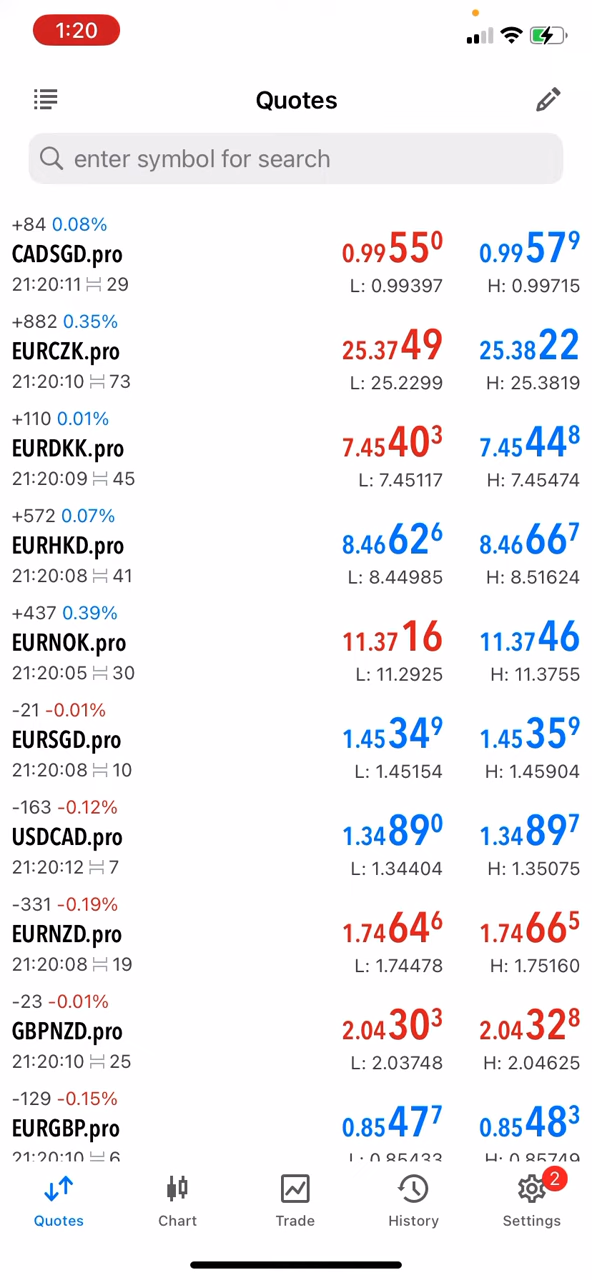 1:20
Quotes
enter symbol for search
+84 0.08%
CADSGD.pro 0.99550 0.99579
21:20:11 29 L: 0.99397 H: 0.99715
+882 0.35%
EURCZK.pro 25.3749 25.3822
21:20:10 73 L: 25.2299 H: 25.3819
+110 0.01%
EURDKK.pro 7.45403 7.45448
21:20:09 45 L: 7.45117 H: 7.45474
+572 0.07%
EURHKD.pro 8.46626 8.46667
21:20:08 41 L: 8.44985 H: 8.51624
+437 0.39%
EURNOK.pro 11.3716 11.3746
21:20:05 30 L: 11.2925 H: 11.3755
-21 -0.01%
EURSGD.pro 1.45349 1.45359
21:20:08 10 L: 1.45154 H: 1.45904
-163 -0.12%
USDCAD.pro 1.34890 1.34897
21:20:12 7 L: 1.34404 H: 1.35075
-331 -0.19%
EURNZD.pro 1.74646 1.74665
21:20:08 19 L: 1.74478 H: 1.75160
-23 -0.01%
GBPNZD.pro 2.04303 2.04328
21:20:10 25 L: 2.03748 H: 2.04625
-129 -0.15%
EURGBP.pro 0.85477 0.85483
21:20:10 6 L: 0.85433 H: 0.85749
2
Quotes Chart Trade History Settings